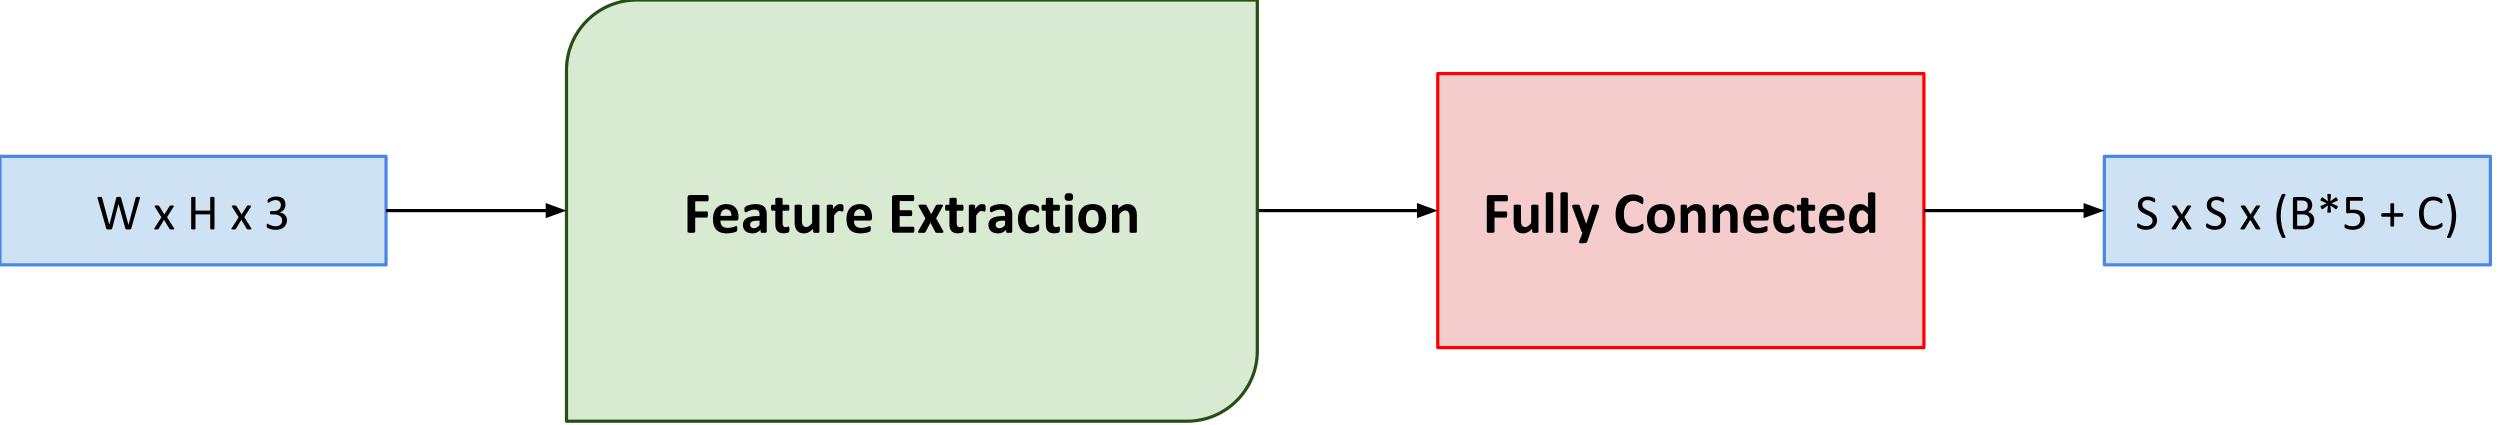 W x H x 3
Feature Extraction
Fully Connected
S x S x (B*5 + C)